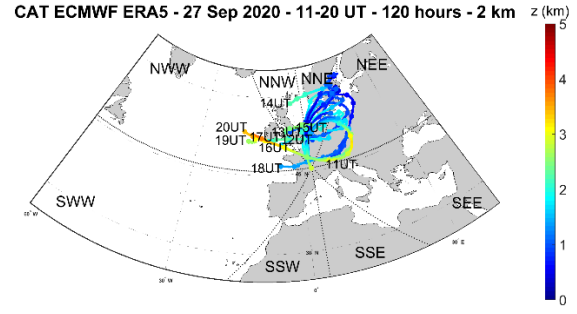 CAT ECMWF ERA5 - 27 Sep 2020 - 11-20 UT - 120 hours - 2 km
z (km)
5
4
3
2
1
0
NWW
NNW
NNE
NEE
14UT
20UT
19UT
17UT
13UT
15UT
12UT
16UT
18UT
11UT
SWW
SSW
SSE
SEE
30° W
0°